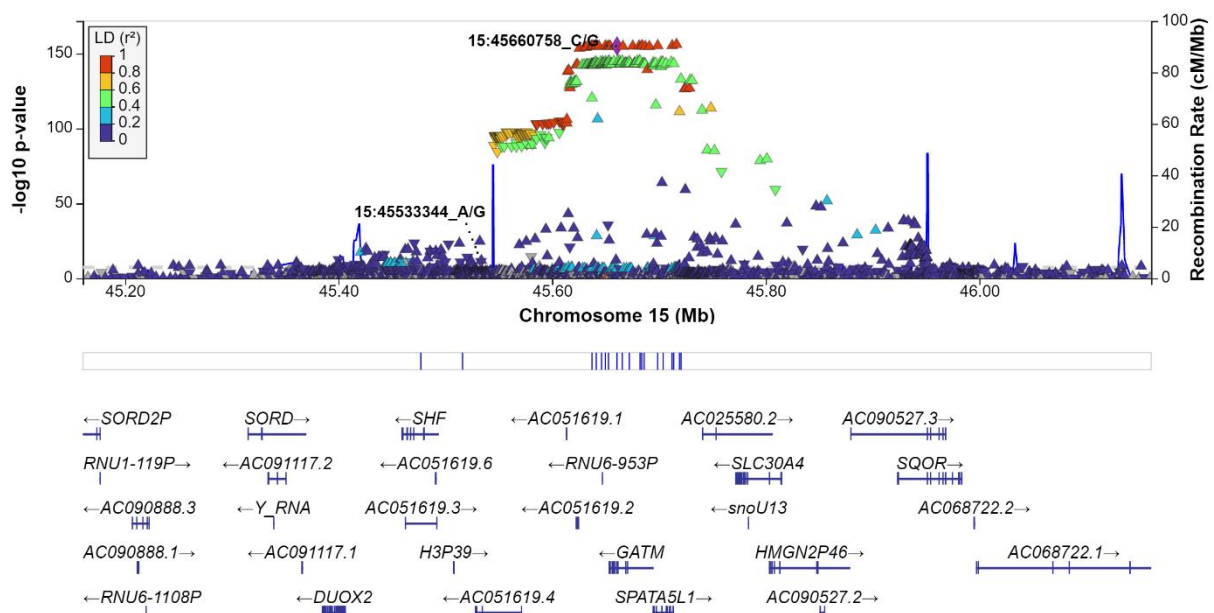 LD (r²)
1
0.8
0.6
0.4
0.2
0
15:45660758_C/G
15:45533344_A/G
-log10 p-value
150
100
50
0
Recombination Rate (cM/Mb)
100
80
60
40
20
0
45.20 45.40 45.60 45.80 46.00
Chromosome 15 (Mb)
←SORD2P SORD→ ←SHF ←AC051619.1 AC025580.2→ AC090527.3→
RNU1-119P→ ←AC091117.2 ←AC051619.6 ←RNU6-953P ←SLC30A4 SQOR→
←AC090888.3 ←Y_RNA AC051619.3→ ←AC051619.2 ←snoU13 AC068722.2→
AC090888.1→ ←AC091117.1 H3P39→ ←GATM HMGN2P46→ AC068722.1→
←RNU6-1108P ←DUOX2 ←AC051619.4 SPATA5L1→ AC090527.2→